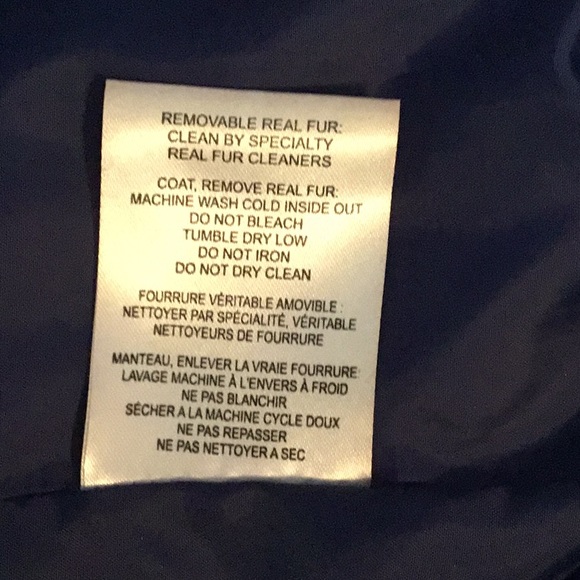 REMOVABLE REAL FUR:
CLEAN BY SPECIALTY
REAL FUR CLEANERS
COAT, REMOVE REAL FUR:
MACHINE WASH COLD INSIDE OUT
DO NOT BLEACH
TUMBLE DRY LOW
DO NOT IRON
DO NOT DRY CLEAN
FOURRURE VÉRITABLE AMOVIBLE :
NETTOYER PAR SPÉCIALITÉ, VÉRITABLE
NETTOYEURS DE FOURRURE
MANTEAU, ENLEVER LA VRAIE FOURRURE:
LAVAGE MACHINE À L'ENVERS À FROID
NE PAS BLANCHIR
SÉCHER A LA MACHINE CYCLE DOUX
NE PAS REPASSER
NE PAS NETTOYER A SEC